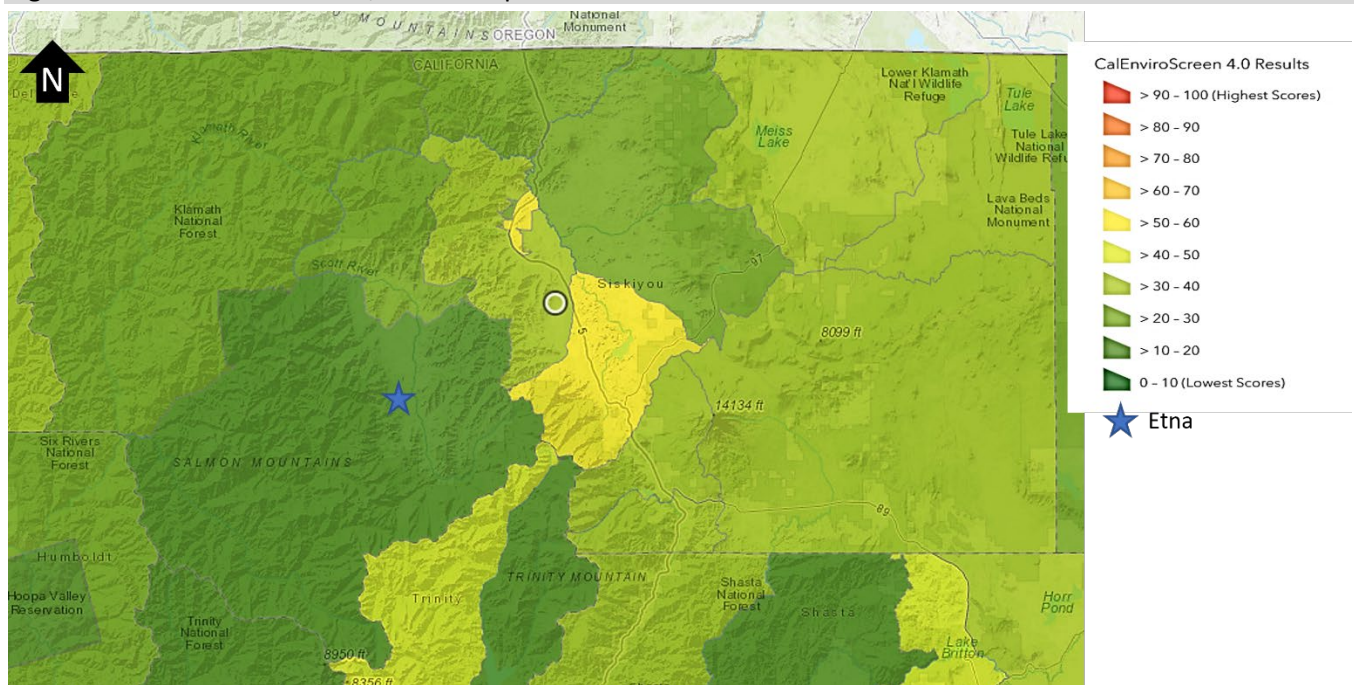 National
Monument
MOUNTAINS
OREGON
N
CALIFORNIA
Klamath River
Lower Klamath
Nat'l Wildlife
Refuge
Tule
Lake
Meiss
Lake
Tule Lake
National
Wildlife Refu
Klamath
National
Forest
Lava Beds
National
Monument
Scott River
97
Siskiyou
5
8099 ft
14134 ft
Six Rivers
National
Forest
SALMON MOUNTAINS
89
Humboldt
Hoopa Valley
Reservation
TRINITY MOUNTAIN
Trinity
Shasta
National
Forest
Shasta
Horr
Pond
Trinity
National
Forest
Lake
Britton
8950 ft
8356 ft
CalEnviroScreen 4.0 Results
> 90 - 100 (Highest Scores)
> 80 - 90
> 70 - 80
> 60 - 70
> 50 - 60
> 40 - 50
> 30 - 40
> 20 - 30
> 10 - 20
0 - 10 (Lowest Scores)
Etna